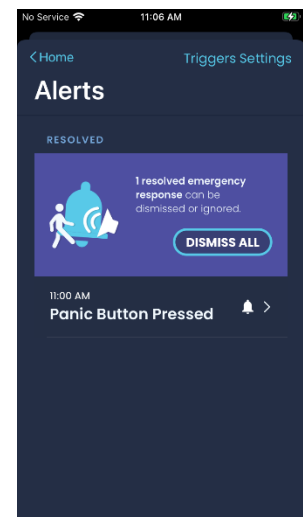 No Service 11:06 AM
Home Triggers Settings
Alerts
RESOLVED
1 resolved emergency
response can be
dismissed or ignored.
DISMISS ALL
11:00 AM
Panic Button Pressed